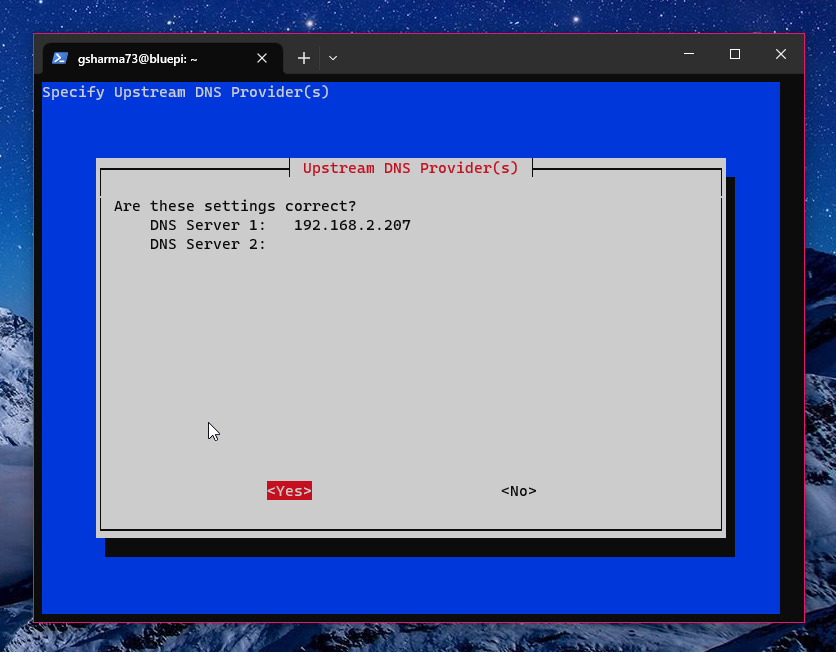 gsharma73@bluepi: ~
Specify Upstream DNS Provider(s)
Upstream DNS Provider(s)
Are these settings correct?
DNS Server 1: 192.168.2.207
DNS Server 2:
<Yes> <No>